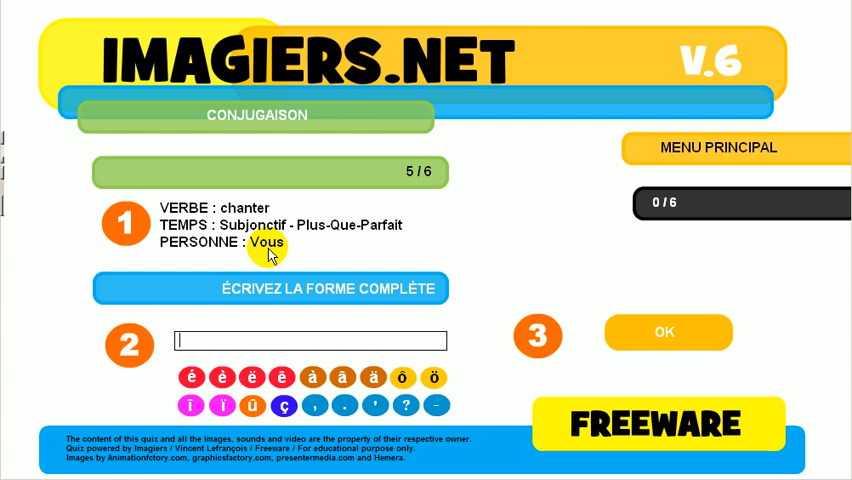 IMAGIERS.NET
V.6
CONJUGAISON
MENU PRINCIPAL
5 / 6
0 / 6
1
VERBE : chanter
TEMPS : Subjonctif - Plus-Que-Parfait
PERSONNE : Vous
ÉCRIVEZ LA FORME COMPLÈTE
2
3
OK
é è ë ê à â ä ô ö
î ï û ç , . ' ? -
FREEWARE
The content of this quiz and all the images, sounds and video are the property of their respective owner.
Quiz powered by Imagiers / Vincent Lefrançois / Freeware / For educational purpose only.
Images by Animationfctory.com, graphicsfactory.com, presentermedia.com and Hemera.